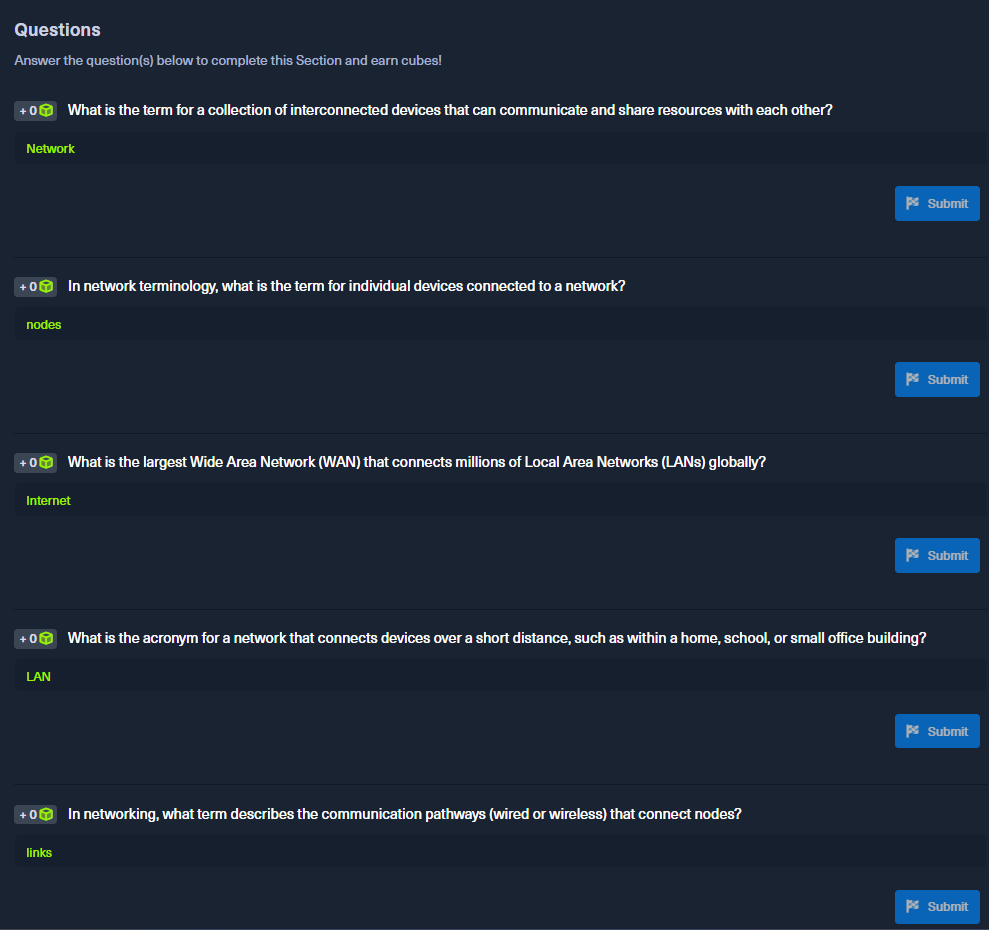 Questions
Answer the question(s) below to complete this Section and earn cubes!
+ 0 What is the term for a collection of interconnected devices that can communicate and share resources with each other?
Network
Submit
+ 0 In network terminology, what is the term for individual devices connected to a network?
nodes
Submit
+ 0 What is the largest Wide Area Network (WAN) that connects millions of Local Area Networks (LANs) globally?
Internet
Submit
+ 0 What is the acronym for a network that connects devices over a short distance, such as within a home, school, or small office building?
LAN
Submit
+ 0 In networking, what term describes the communication pathways (wired or wireless) that connect nodes?
links
Submit